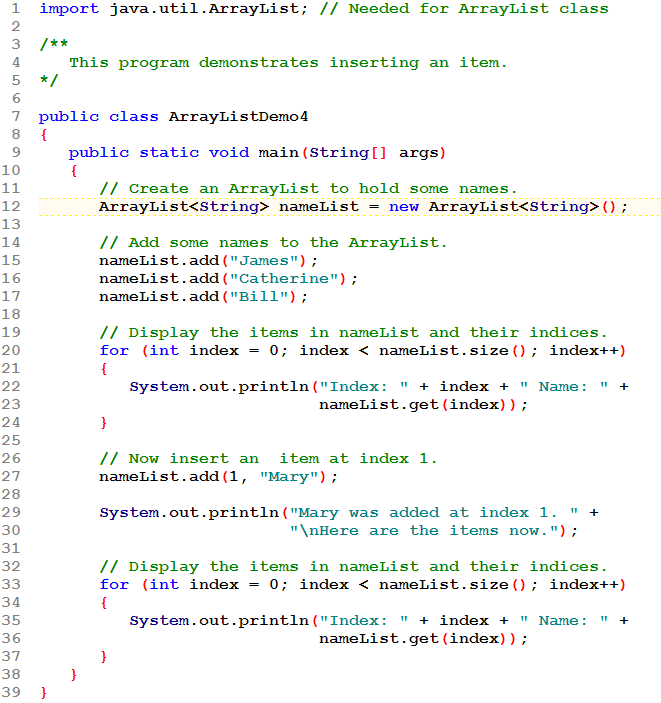 1 import java.util.ArrayList; // Needed for ArrayList class
2
3 /**
4    This program demonstrates inserting an item.
5 */
6
7 public class ArrayListDemo4
8 {
9    public static void main(String[] args)
10    {
11       // Create an ArrayList to hold some names.
12       ArrayList<String> nameList = new ArrayList<String>();
13
14       // Add some names to the ArrayList.
15       nameList.add("James");
16       nameList.add("Catherine");
17       nameList.add("Bill");
18
19       // Display the items in nameList and their indices.
20       for (int index = 0; index < nameList.size(); index++)
21       {
22          System.out.println("Index: " + index + " Name: " +
23                             nameList.get(index));
24       }
25
26       // Now insert an  item at index 1.
27       nameList.add(1, "Mary");
28
29       System.out.println("Mary was added at index 1. " +
30                          "\nHere are the items now.");
31
32       // Display the items in nameList and their indices.
33       for (int index = 0; index < nameList.size(); index++)
34       {
35          System.out.println("Index: " + index + " Name: " +
36                             nameList.get(index));
37       }
38    }
39 }